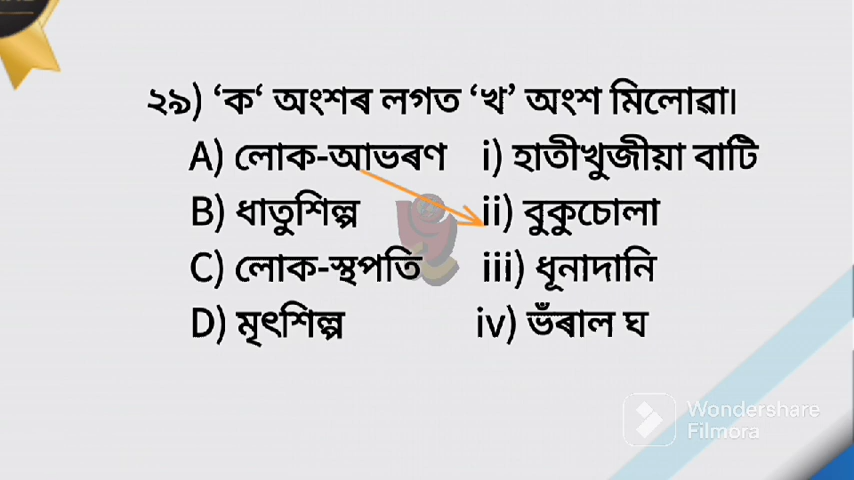 ২৯) ‘ক‘ অংশৰ লগত ‘খ’ অংশ মিলোৱা।
A) লোক-আভৰণ i) হাতীখুজীয়া বাটি
B) ধাতুশিল্প ii) বুকুচোলা
C) লোক-স্থপতি iii) ধূনাদানি
D) মৃৎশিল্প iv) ভঁৰাল ঘ
Wondershare
Filmora